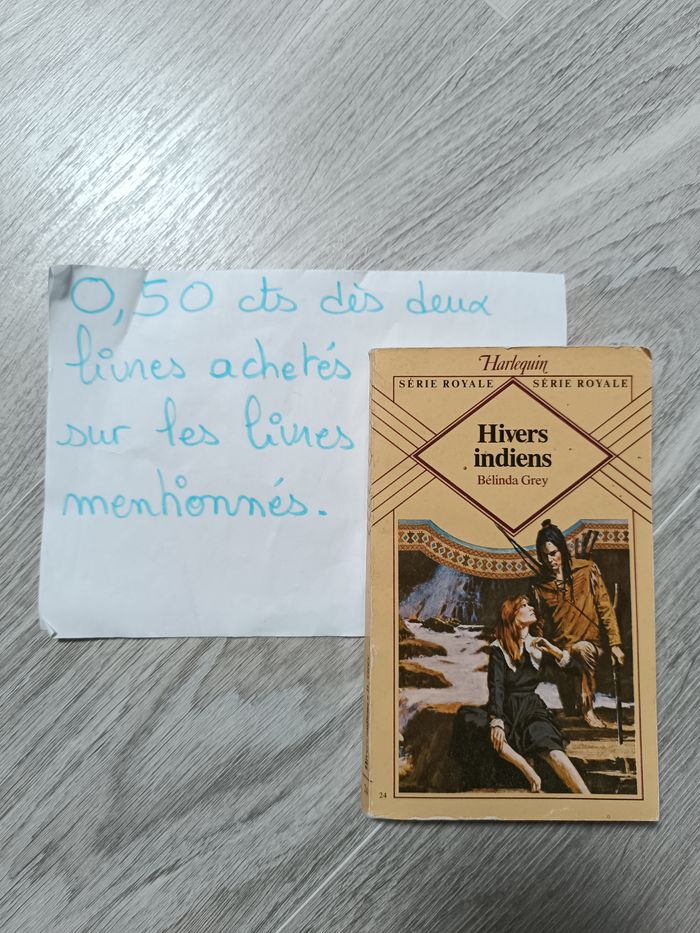 0,50 cts dès deux
livres achetés
sur les livres
mentionnés.
Harlequin
SÉRIE ROYALE SÉRIE ROYALE
Hivers
indiens
Bélinda Grey
24